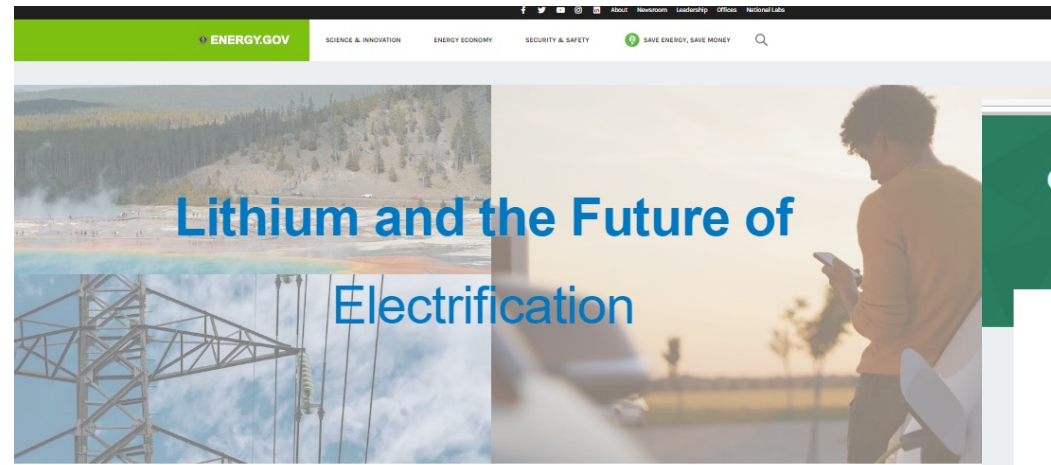 About Newsroom Leadership Offices National Labs
ENERGY.GOV SCIENCE & INNOVATION ENERGY ECONOMY SECURITY & SAFETY SAVE ENERGY, SAVE MONEY
Lithium and the Future of
Electrification